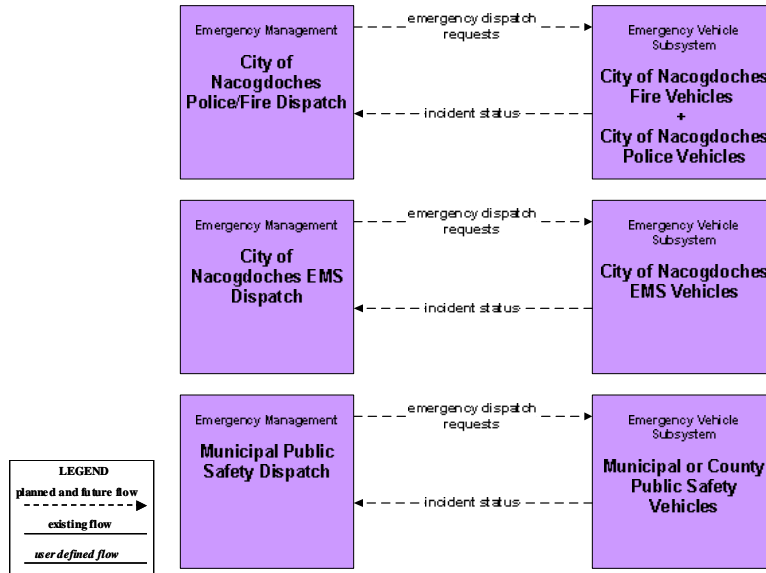 Emergency Management
City of
Nacogdoches
Police/Fire Dispatch
emergency dispatch
requests
incident status
Emergency Vehicle
Subsystem
City of Nacogdoches
Fire Vehicles
+
City of Nacogdoches
Police Vehicles
Emergency Management
City of
Nacogdoches EMS
Dispatch
emergency dispatch
requests
incident status
Emergency Vehicle
Subsystem
City of Nacogdoches
EMS Vehicles
Emergency Management
Municipal Public
Safety Dispatch
emergency dispatch
requests
incident status
Emergency Vehicle
Subsystem
Municipal or County
Public Safety
Vehicles
LEGEND
planned and future flow
existing flow
user defined flow